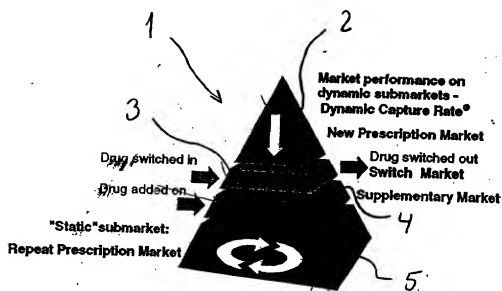 1
2
Market performance on
dynamic submarkets -
Dynamic Capture Rate®
3
New Prescription Market
Drug switched in
Drug switched out
Switch Market
Drug added on
Supplementary Market
4
"Static" submarket:
Repeat Prescription Market
5